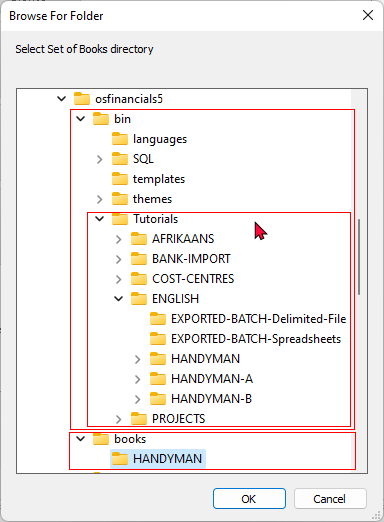 Browse For Folder
Select Set of Books directory
osfinancials5
bin
languages
SQL
templates
themes
Tutorials
AFRIKAANS
BANK-IMPORT
COST-CENTRES
ENGLISH
EXPORTED-BATCH-Delimited-File
EXPORTED-BATCH-Spreadsheets
HANDYMAN
HANDYMAN-A
HANDYMAN-B
PROJECTS
books
HANDYMAN
OK
Cancel